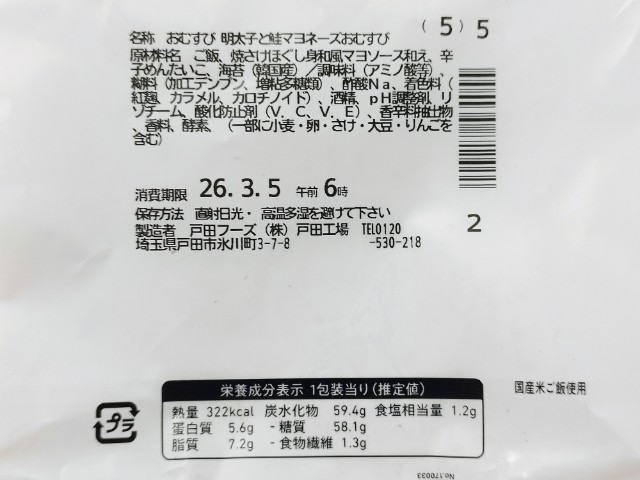 (5) 5
名称 おむすび 明太子と鮭マヨネーズおむすび
原材料名 ご飯、焼さけほぐし身和風マヨソース和え、辛
子めんたいこ、海苔(韓国産)/調味料(アミノ酸等)、
糊料(加工デンプン、増粘多糖類)、酢酸Na、着色料(
紅麹、カラメル、カロチノイド)、酒精、pH調整剤、リ
ゾチーム、酸化防止剤(V.C、V.E)、香辛料抽出物
、香料、酵素、(一部に小麦・卵・さけ・大豆・りんごを
含む)
消費期限 26.3.5 午前6時
保存方法 直射日光・高温多湿を避けて下さい
製造者 戸田フーズ(株)戸田工場 TEL0120
埼玉県戸田市氷川町3-7-8 -530-218
2
栄養成分表示 1包装当り(推定値)
熱量 322kcal 炭水化物 59.4g 食塩相当量 1.2g
蛋白質 5.6g -糖質 58.1g
脂質 7.2g -食物繊維 1.3g
国産米ご飯使用
プラ
No.170033